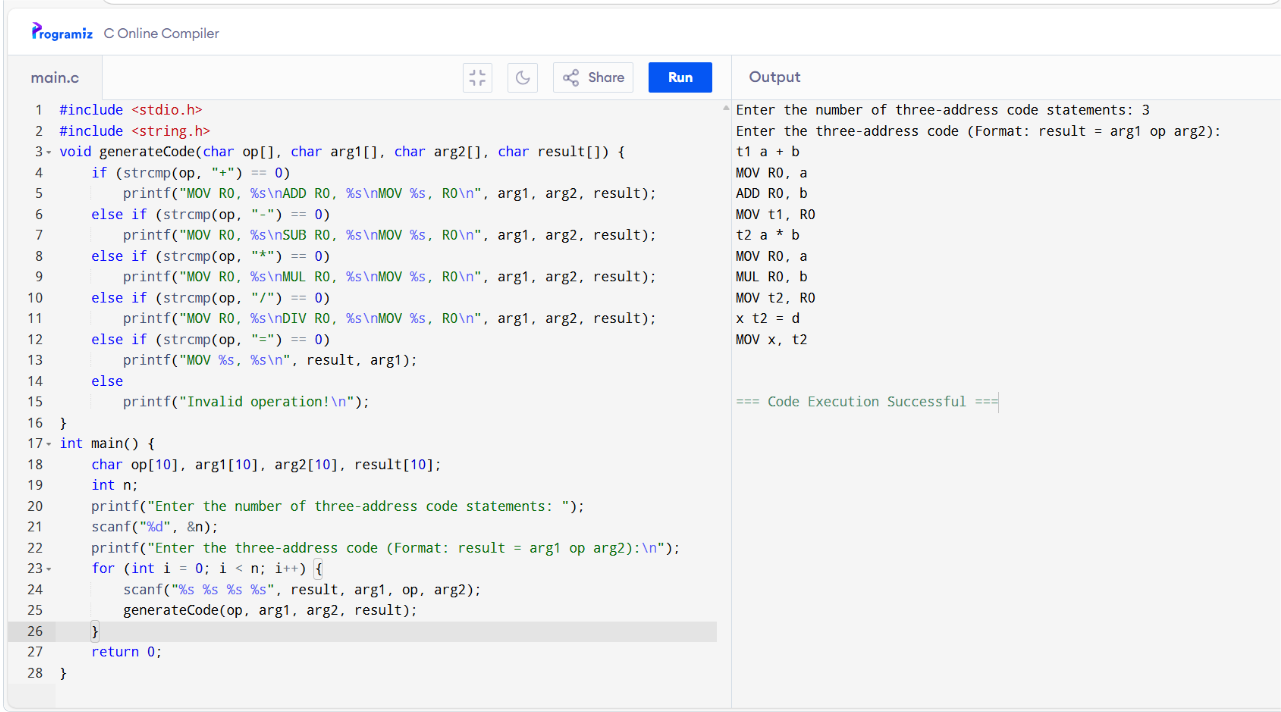 Programiz C Online Compiler
main.c Share Run
1 #include <stdio.h>
2 #include <string.h>
3 void generateCode(char op[], char arg1[], char arg2[], char result[]) {
4     if (strcmp(op, "+") == 0)
5         printf("MOV R0, %s\nADD R0, %s\nMOV %s, R0\n", arg1, arg2, result);
6     else if (strcmp(op, "-") == 0)
7         printf("MOV R0, %s\nSUB R0, %s\nMOV %s, R0\n", arg1, arg2, result);
8     else if (strcmp(op, "*") == 0)
9         printf("MOV R0, %s\nMUL R0, %s\nMOV %s, R0\n", arg1, arg2, result);
10     else if (strcmp(op, "/") == 0)
11         printf("MOV R0, %s\nDIV R0, %s\nMOV %s, R0\n", arg1, arg2, result);
12     else if (strcmp(op, "=") == 0)
13         printf("MOV %s, %s\n", result, arg1);
14     else
15         printf("Invalid operation!\n");
16 }
17 int main() {
18     char op[10], arg1[10], arg2[10], result[10];
19     int n;
20     printf("Enter the number of three-address code statements: ");
21     scanf("%d", &n);
22     printf("Enter the three-address code (Format: result = arg1 op arg2):\n");
23     for (int i = 0; i < n; i++) {
24         scanf("%s %s %s %s", result, arg1, op, arg2);
25         generateCode(op, arg1, arg2, result);
26     }
27     return 0;
28 }
Output
Enter the number of three-address code statements: 3
Enter the three-address code (Format: result = arg1 op arg2):
t1 a + b
MOV R0, a
ADD R0, b
MOV t1, R0
t2 a * b
MOV R0, a
MUL R0, b
MOV t2, R0
x t2 = d
MOV x, t2
=== Code Execution Successful ===